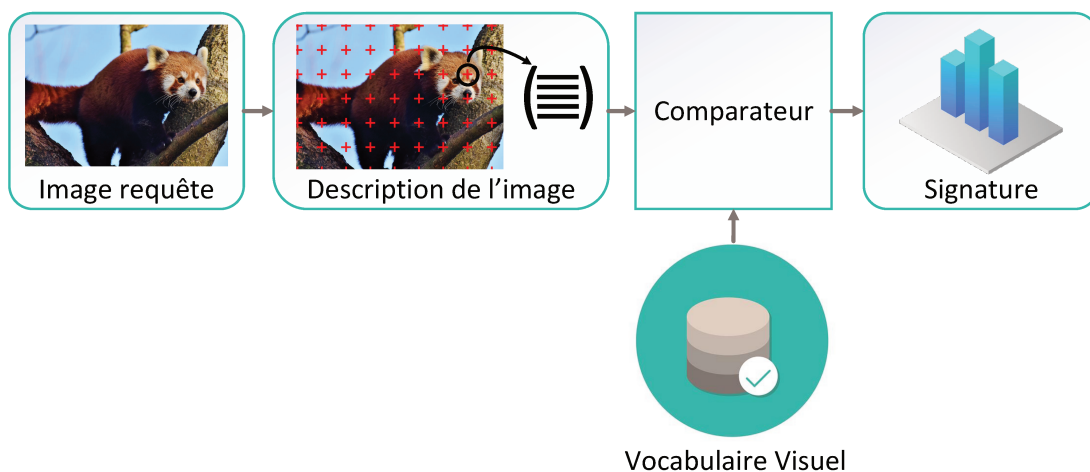 Image requête
Description de l’image
Comparateur
Signature
Vocabulaire Visuel